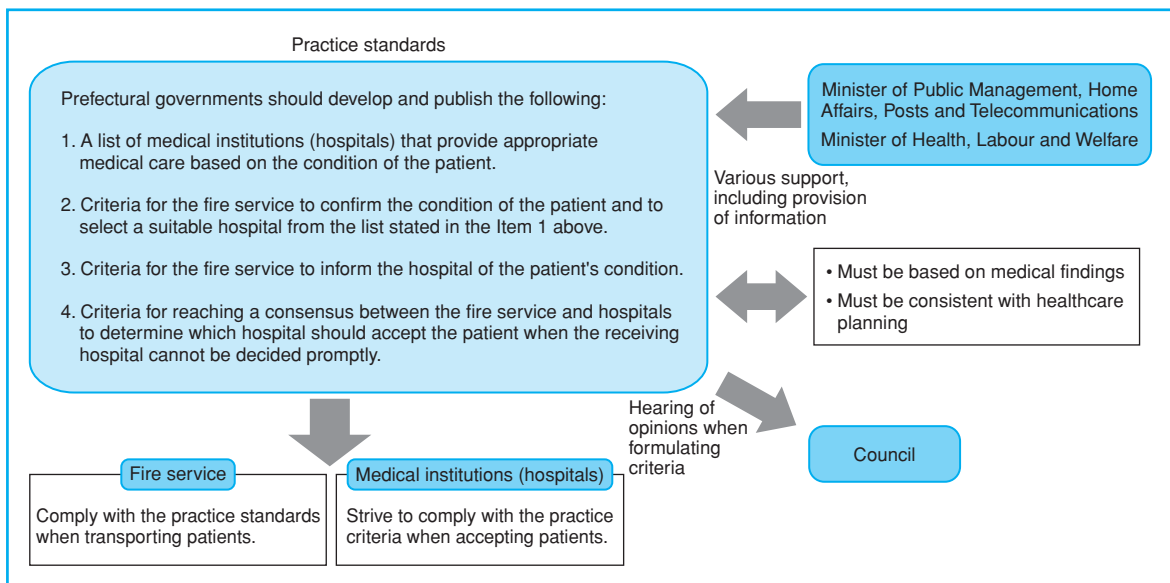 Practice standards
Prefectural governments should develop and publish the following:
1. A list of medical institutions (hospitals) that provide appropriate
medical care based on the condition of the patient.
2. Criteria for the fire service to confirm the condition of the patient and to
select a suitable hospital from the list stated in the Item 1 above.
3. Criteria for the fire service to inform the hospital of the patient's condition.
4. Criteria for reaching a consensus between the fire service and hospitals
to determine which hospital should accept the patient when the receiving
hospital cannot be decided promptly.
Minister of Public Management, Home
Affairs, Posts and Telecommunications
Minister of Health, Labour and Welfare
Various support,
including provision
of information
• Must be based on medical findings
• Must be consistent with healthcare
planning
Hearing of
opinions when
formulating
criteria
Council
Fire service
Comply with the practice standards
when transporting patients.
Medical institutions (hospitals)
Strive to comply with the practice
criteria when accepting patients.